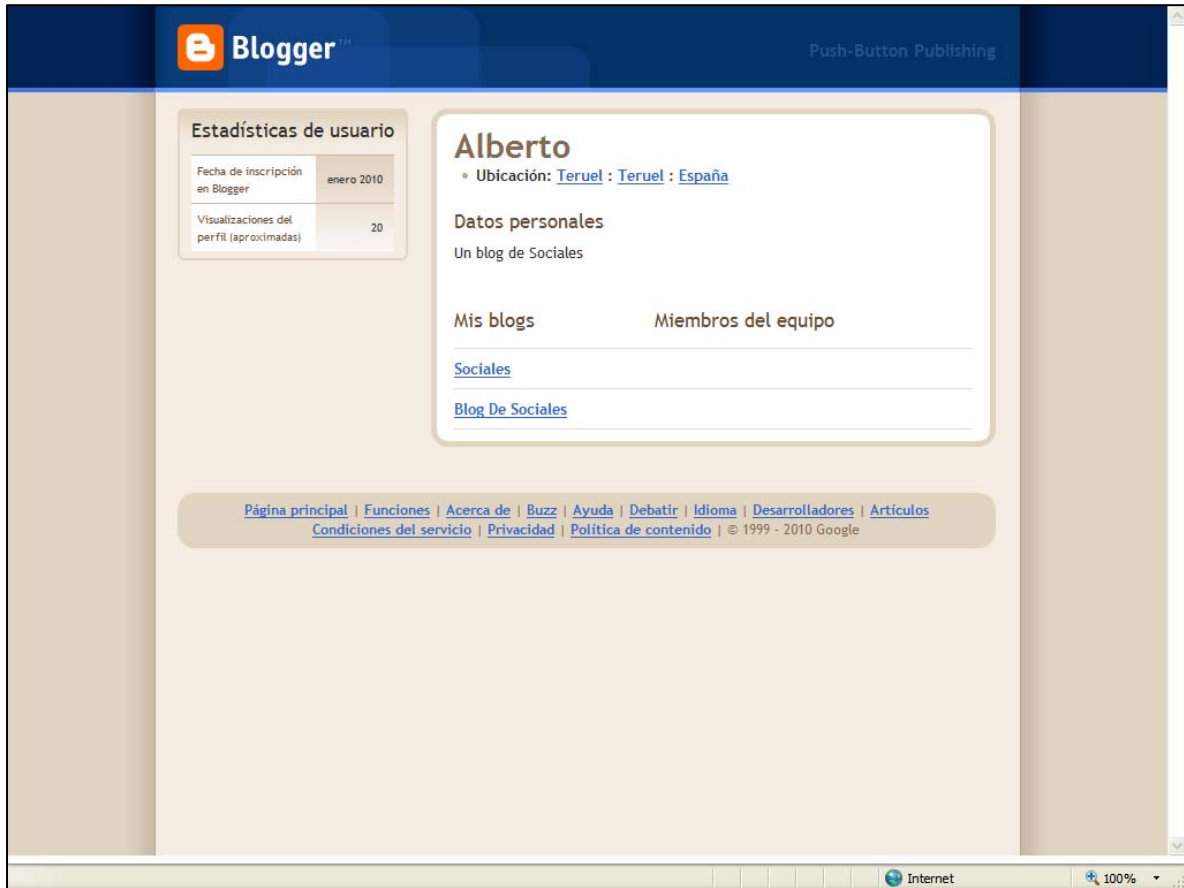 Blogger™
Push-Button Publishing
Estadísticas de usuario
Fecha de inscripción
en Blogger
enero 2010
Visualizaciones del
perfil (aproximadas)
20
Alberto
• Ubicación: Teruel : Teruel : España
Datos personales
Un blog de Sociales
Mis blogs
Miembros del equipo
Sociales
Blog De Sociales
Página principal | Funciones | Acerca de | Buzz | Ayuda | Debatir | Idioma | Desarrolladores | Artículos
Condiciones del servicio | Privacidad | Política de contenido | © 1999 - 2010 Google
Internet
100%